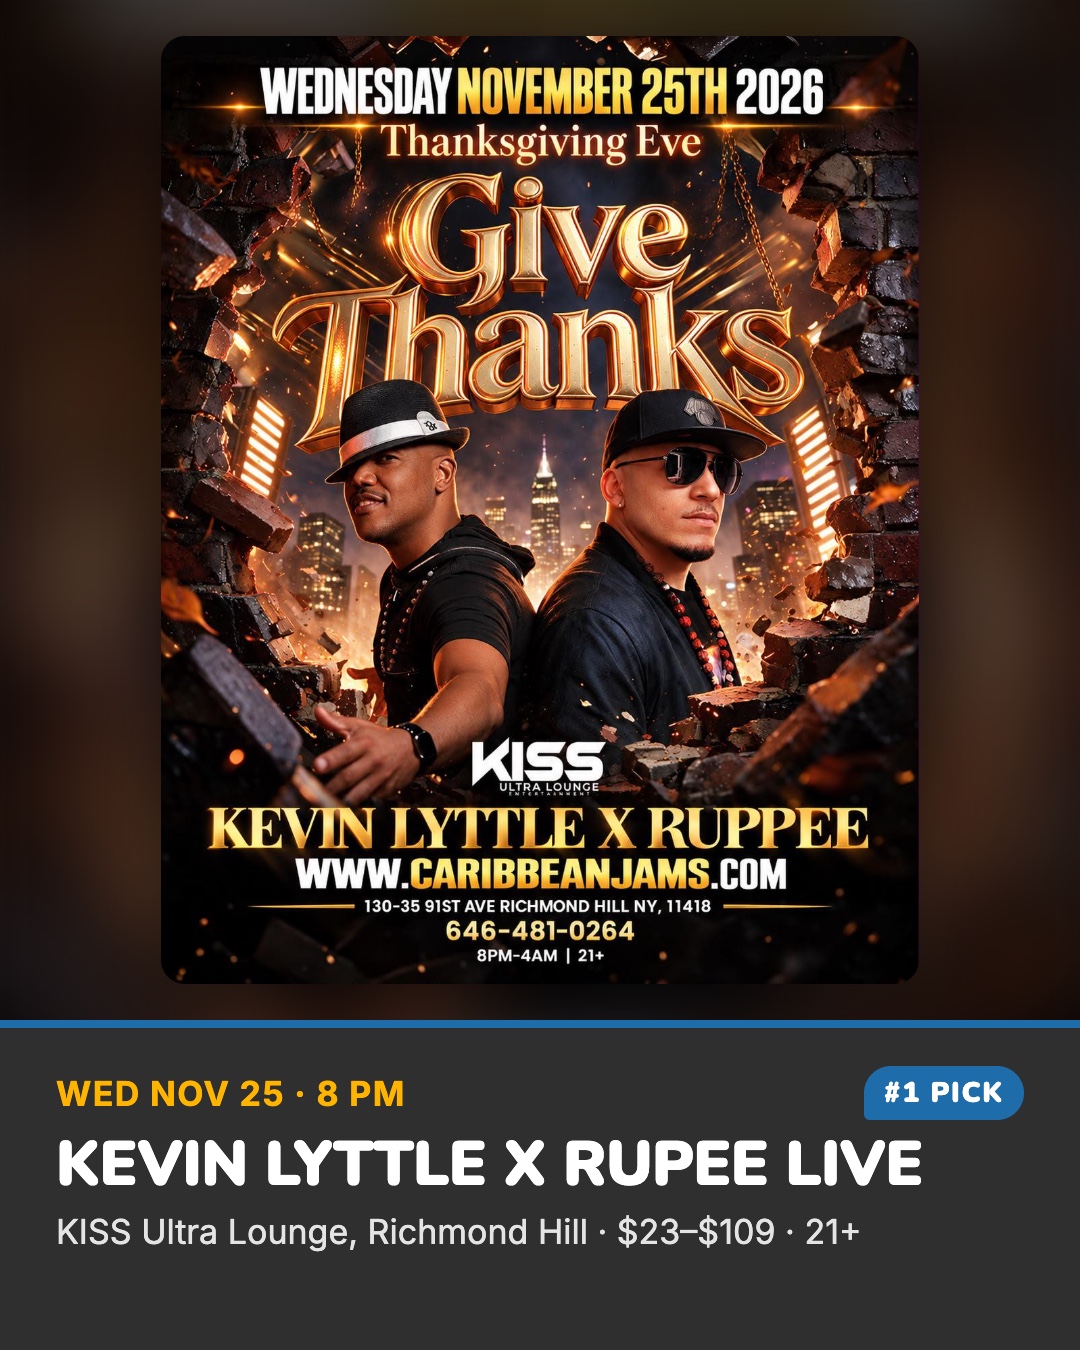 WEDNESDAY NOVEMBER 25TH 2026
Thanksgiving Eve
Give
Thanks
KISS
ULTRA LOUNGE
ENTERTAINMENT
KEVIN LYTTLE X RUPPEE
WWW.CARIBBEANJAMS.COM
130-35 91ST AVE RICHMOND HILL NY, 11418
646-481-0264
8PM-4AM | 21+
WED NOV 25 · 8 PM
#1 PICK
KEVIN LYTTLE X RUPEE LIVE
KISS Ultra Lounge, Richmond Hill · $23–$109 · 21+